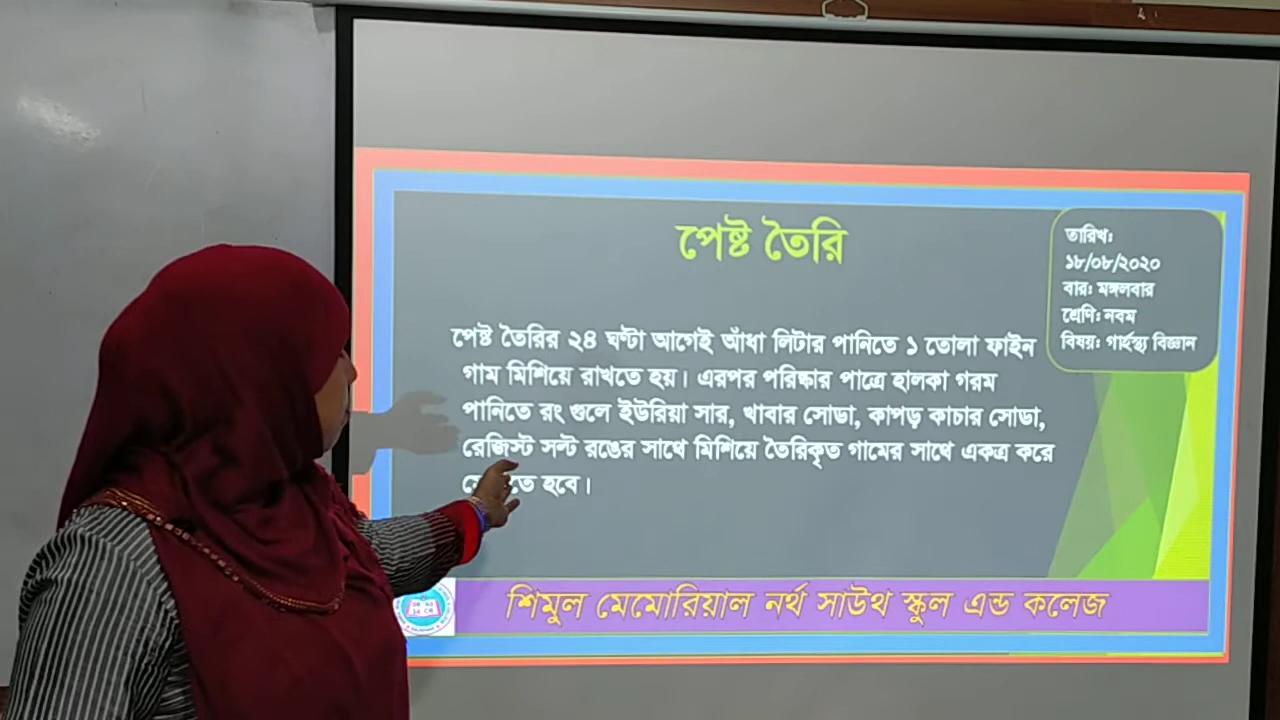 পেষ্ট তৈরি
তারিখঃ
১৮/০৮/২০২০
বারঃ মঙ্গলবার
শ্রেণিঃ নবম
বিষয়ঃ গার্হস্থ্য বিজ্ঞান
পেষ্ট তৈরির ২৪ ঘণ্টা আগেই আঁধা লিটার পানিতে ১ তোলা ফাইন
গাম মিশিয়ে রাখতে হয়। এরপর পরিষ্কার পাত্রে হালকা গরম
পানিতে রং গুলে ইউরিয়া সার, খাবার সোডা, কাপড় কাচার সোডা,
রেজিস্ট সল্ট রঙের সাথে মিশিয়ে তৈরিকৃত গামের সাথে একত্র করে
হবে।
শিমুল মেমোরিয়াল নর্থ সাউথ স্কুল এন্ড কলেজ